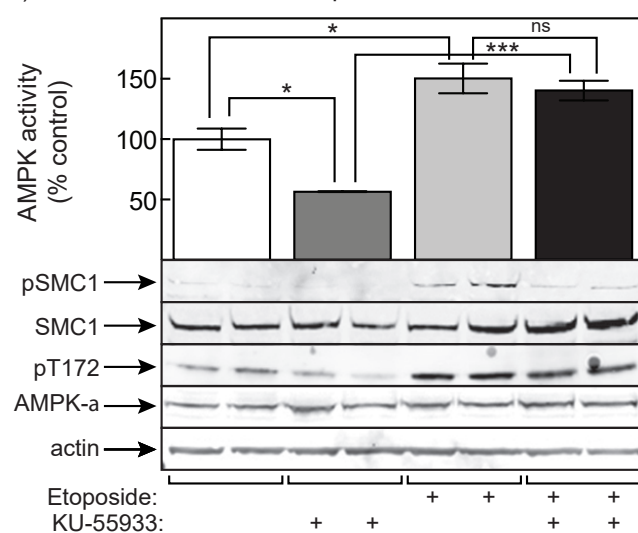 *
ns
***
*
AMPK activity
(% control)
150
100
50
pSMC1
SMC1
pT172
AMPK-a
actin
Etoposide: + + + +
KU-55933: + + + +